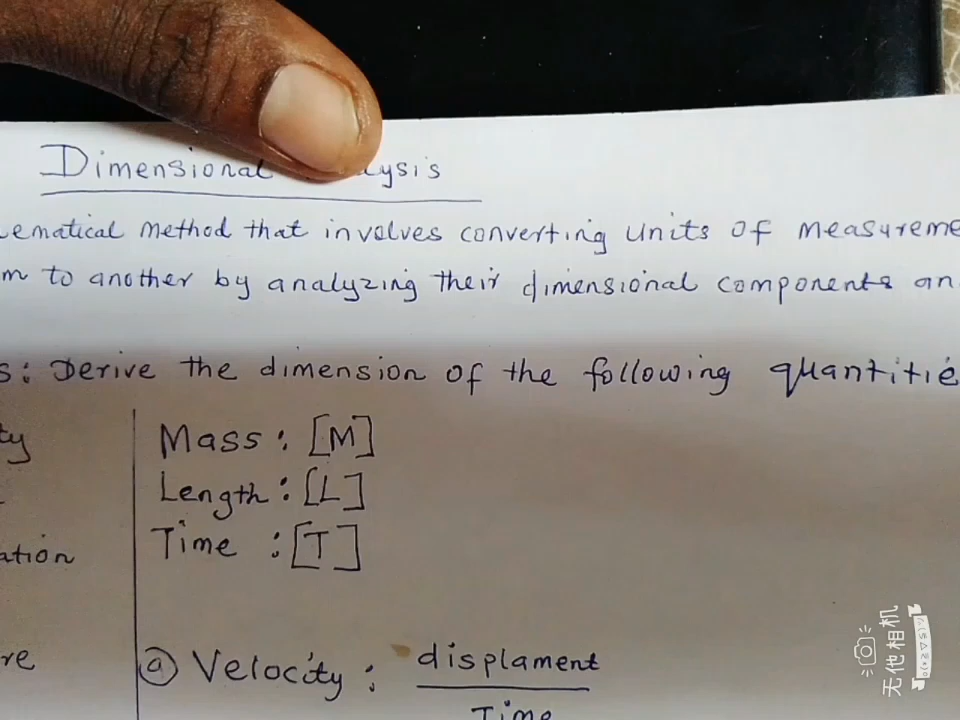 Dimensional
ematical method that involves converting units of measureme
m to another by analyzing their dimensional components an
s: Derive the dimension of the following quantitie
ty
Mass : [M]
Length : [L]
Time : [T]
ation
re
(a) Velocity : displament
Time
无他相机